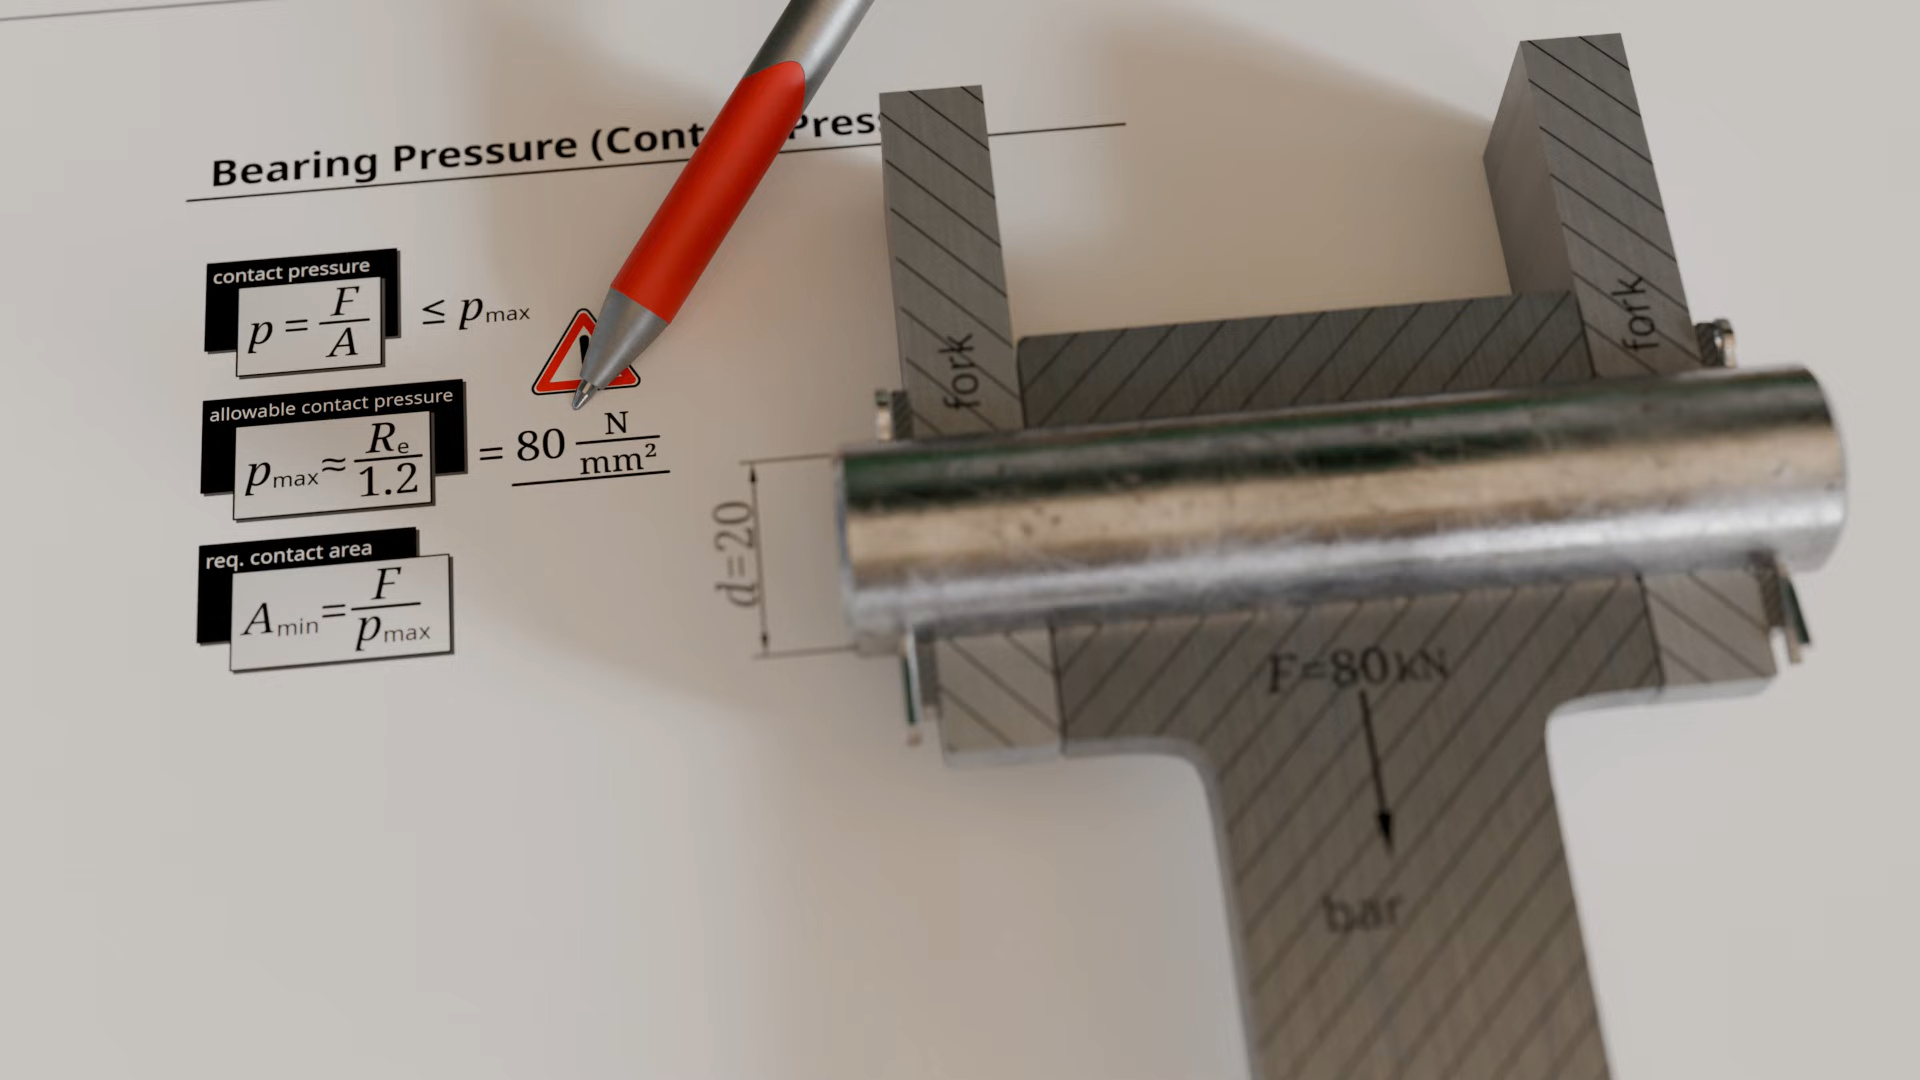 Bearing Pressure (Cont Press
contact pressure
p = F/A ≤ pmax
allowable contact pressure
pmax ≈ Re/1.2 = 80 N/mm²
req. contact area
Amin = F/pmax
fork
fork
d=20
F=80kN
bar